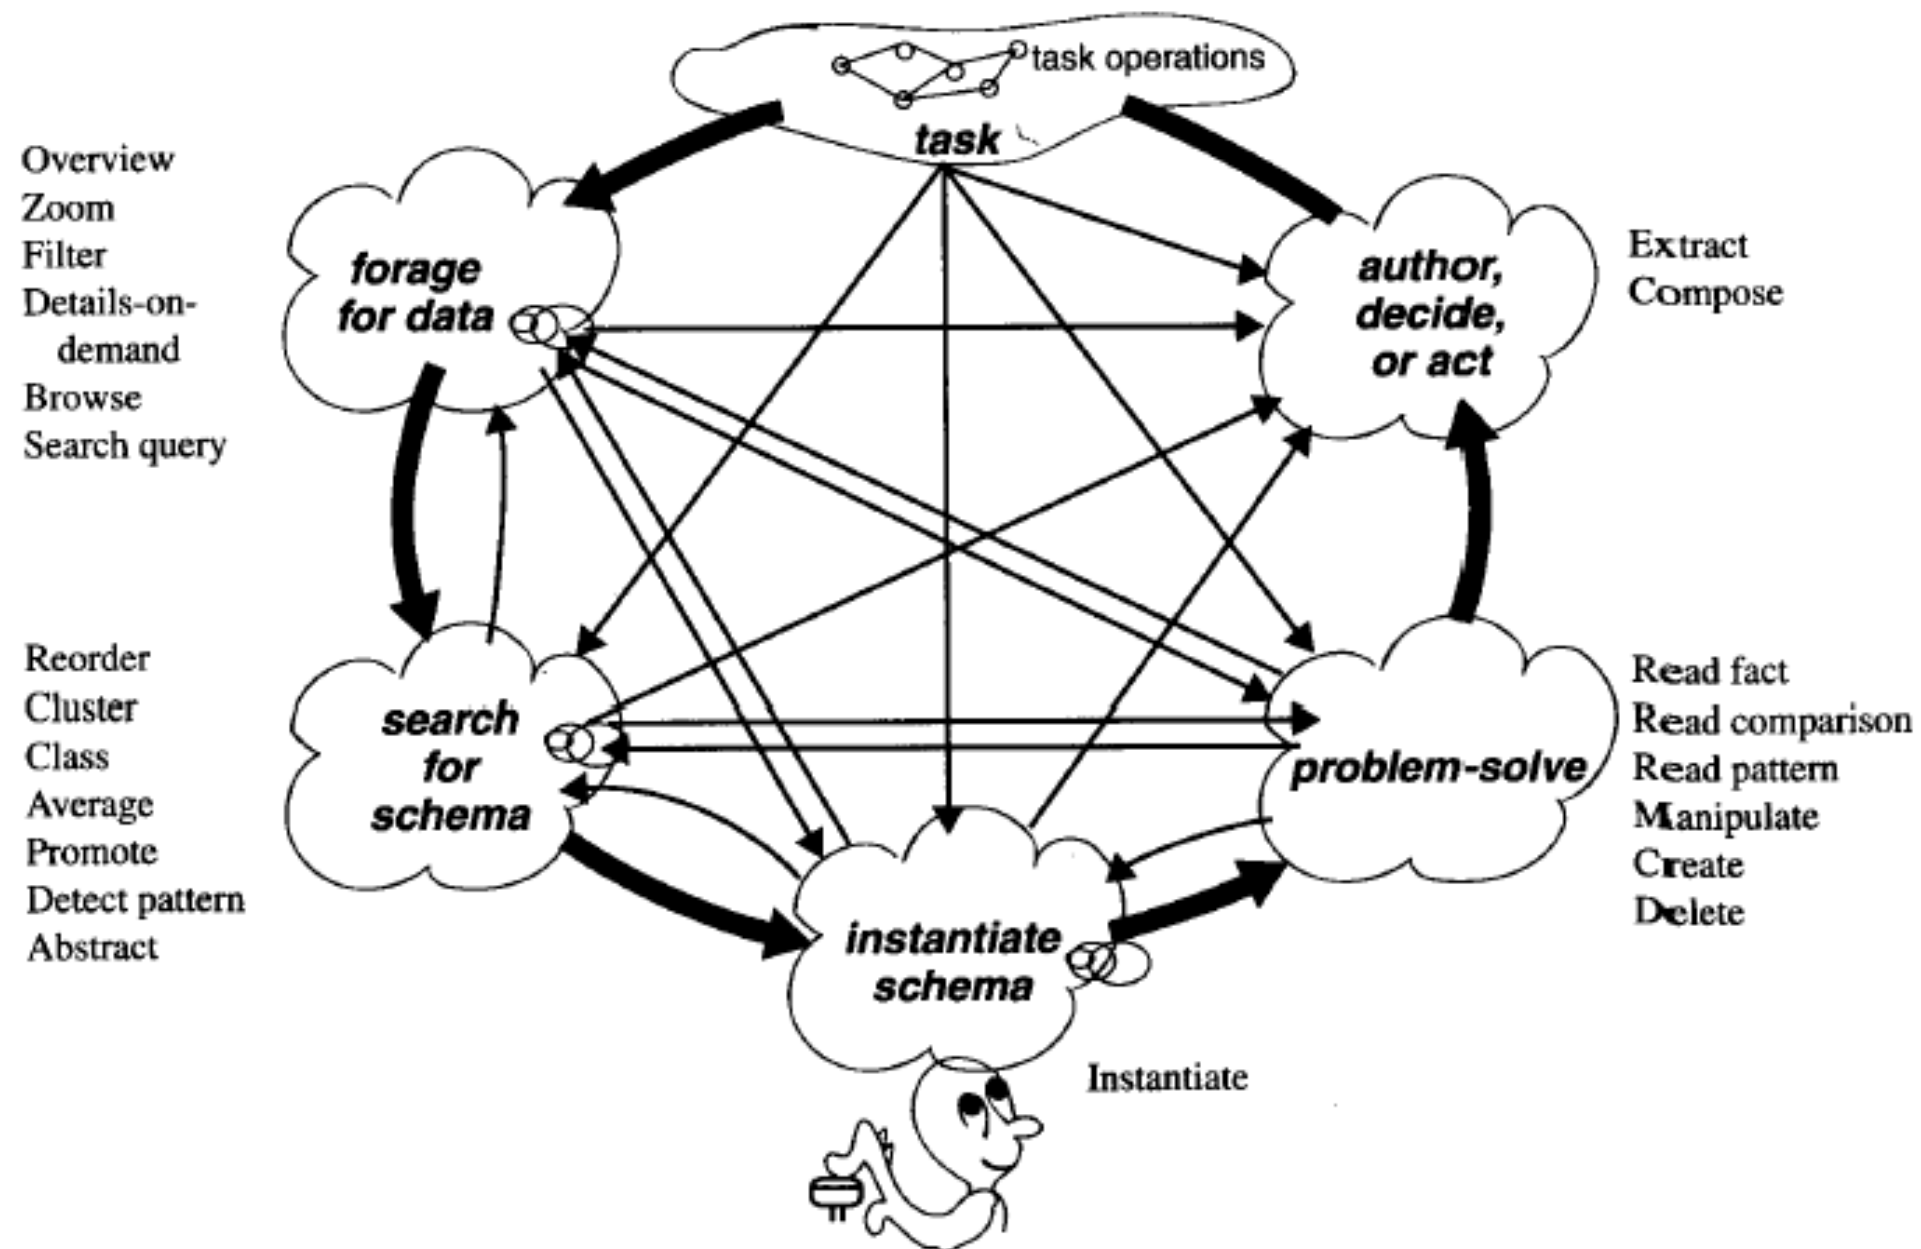 task operations
task
Overview
Zoom
Filter
Details-on-
demand
Browse
Search query
forage
for data
author,
decide,
or act
Extract
Compose
Reorder
Cluster
Class
Average
Promote
Detect pattern
Abstract
search
for
schema
problem-solve
Read fact
Read comparison
Read pattern
Manipulate
Create
Delete
instantiate
schema
Instantiate